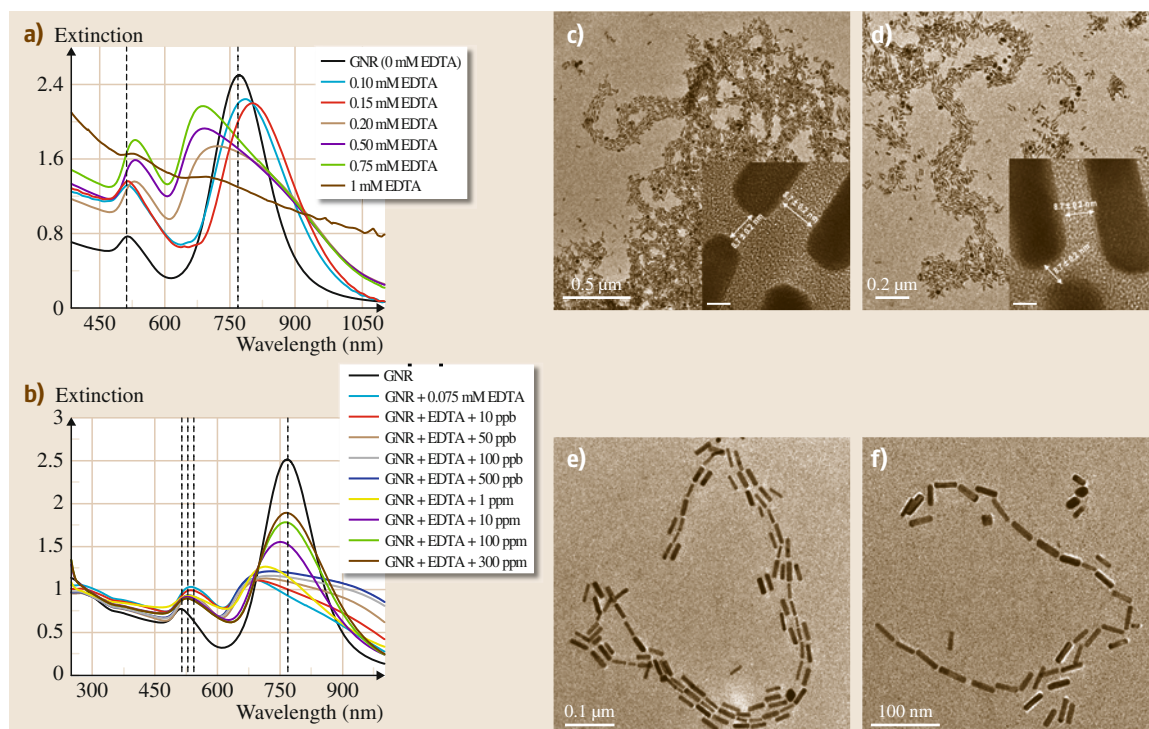 a) Extinction
2.4
1.6
0.8
0
450 600 750 900 1050
Wavelength (nm)
GNR (0 mM EDTA)
0.10 mM EDTA
0.15 mM EDTA
0.20 mM EDTA
0.50 mM EDTA
0.75 mM EDTA
1 mM EDTA
b) Extinction
3
2.5
2
1.5
1
0.5
0
300 450 600 750 900
Wavelength (nm)
GNR
GNR + 0.075 mM EDTA
GNR + EDTA + 10 ppb
GNR + EDTA + 50 ppb
GNR + EDTA + 100 ppb
GNR + EDTA + 500 ppb
GNR + EDTA + 1 ppm
GNR + EDTA + 10 ppm
GNR + EDTA + 100 ppm
GNR + EDTA + 300 ppm
c)
0.5 µm
d)
0.2 µm
e)
0.1 µm
f)
100 nm